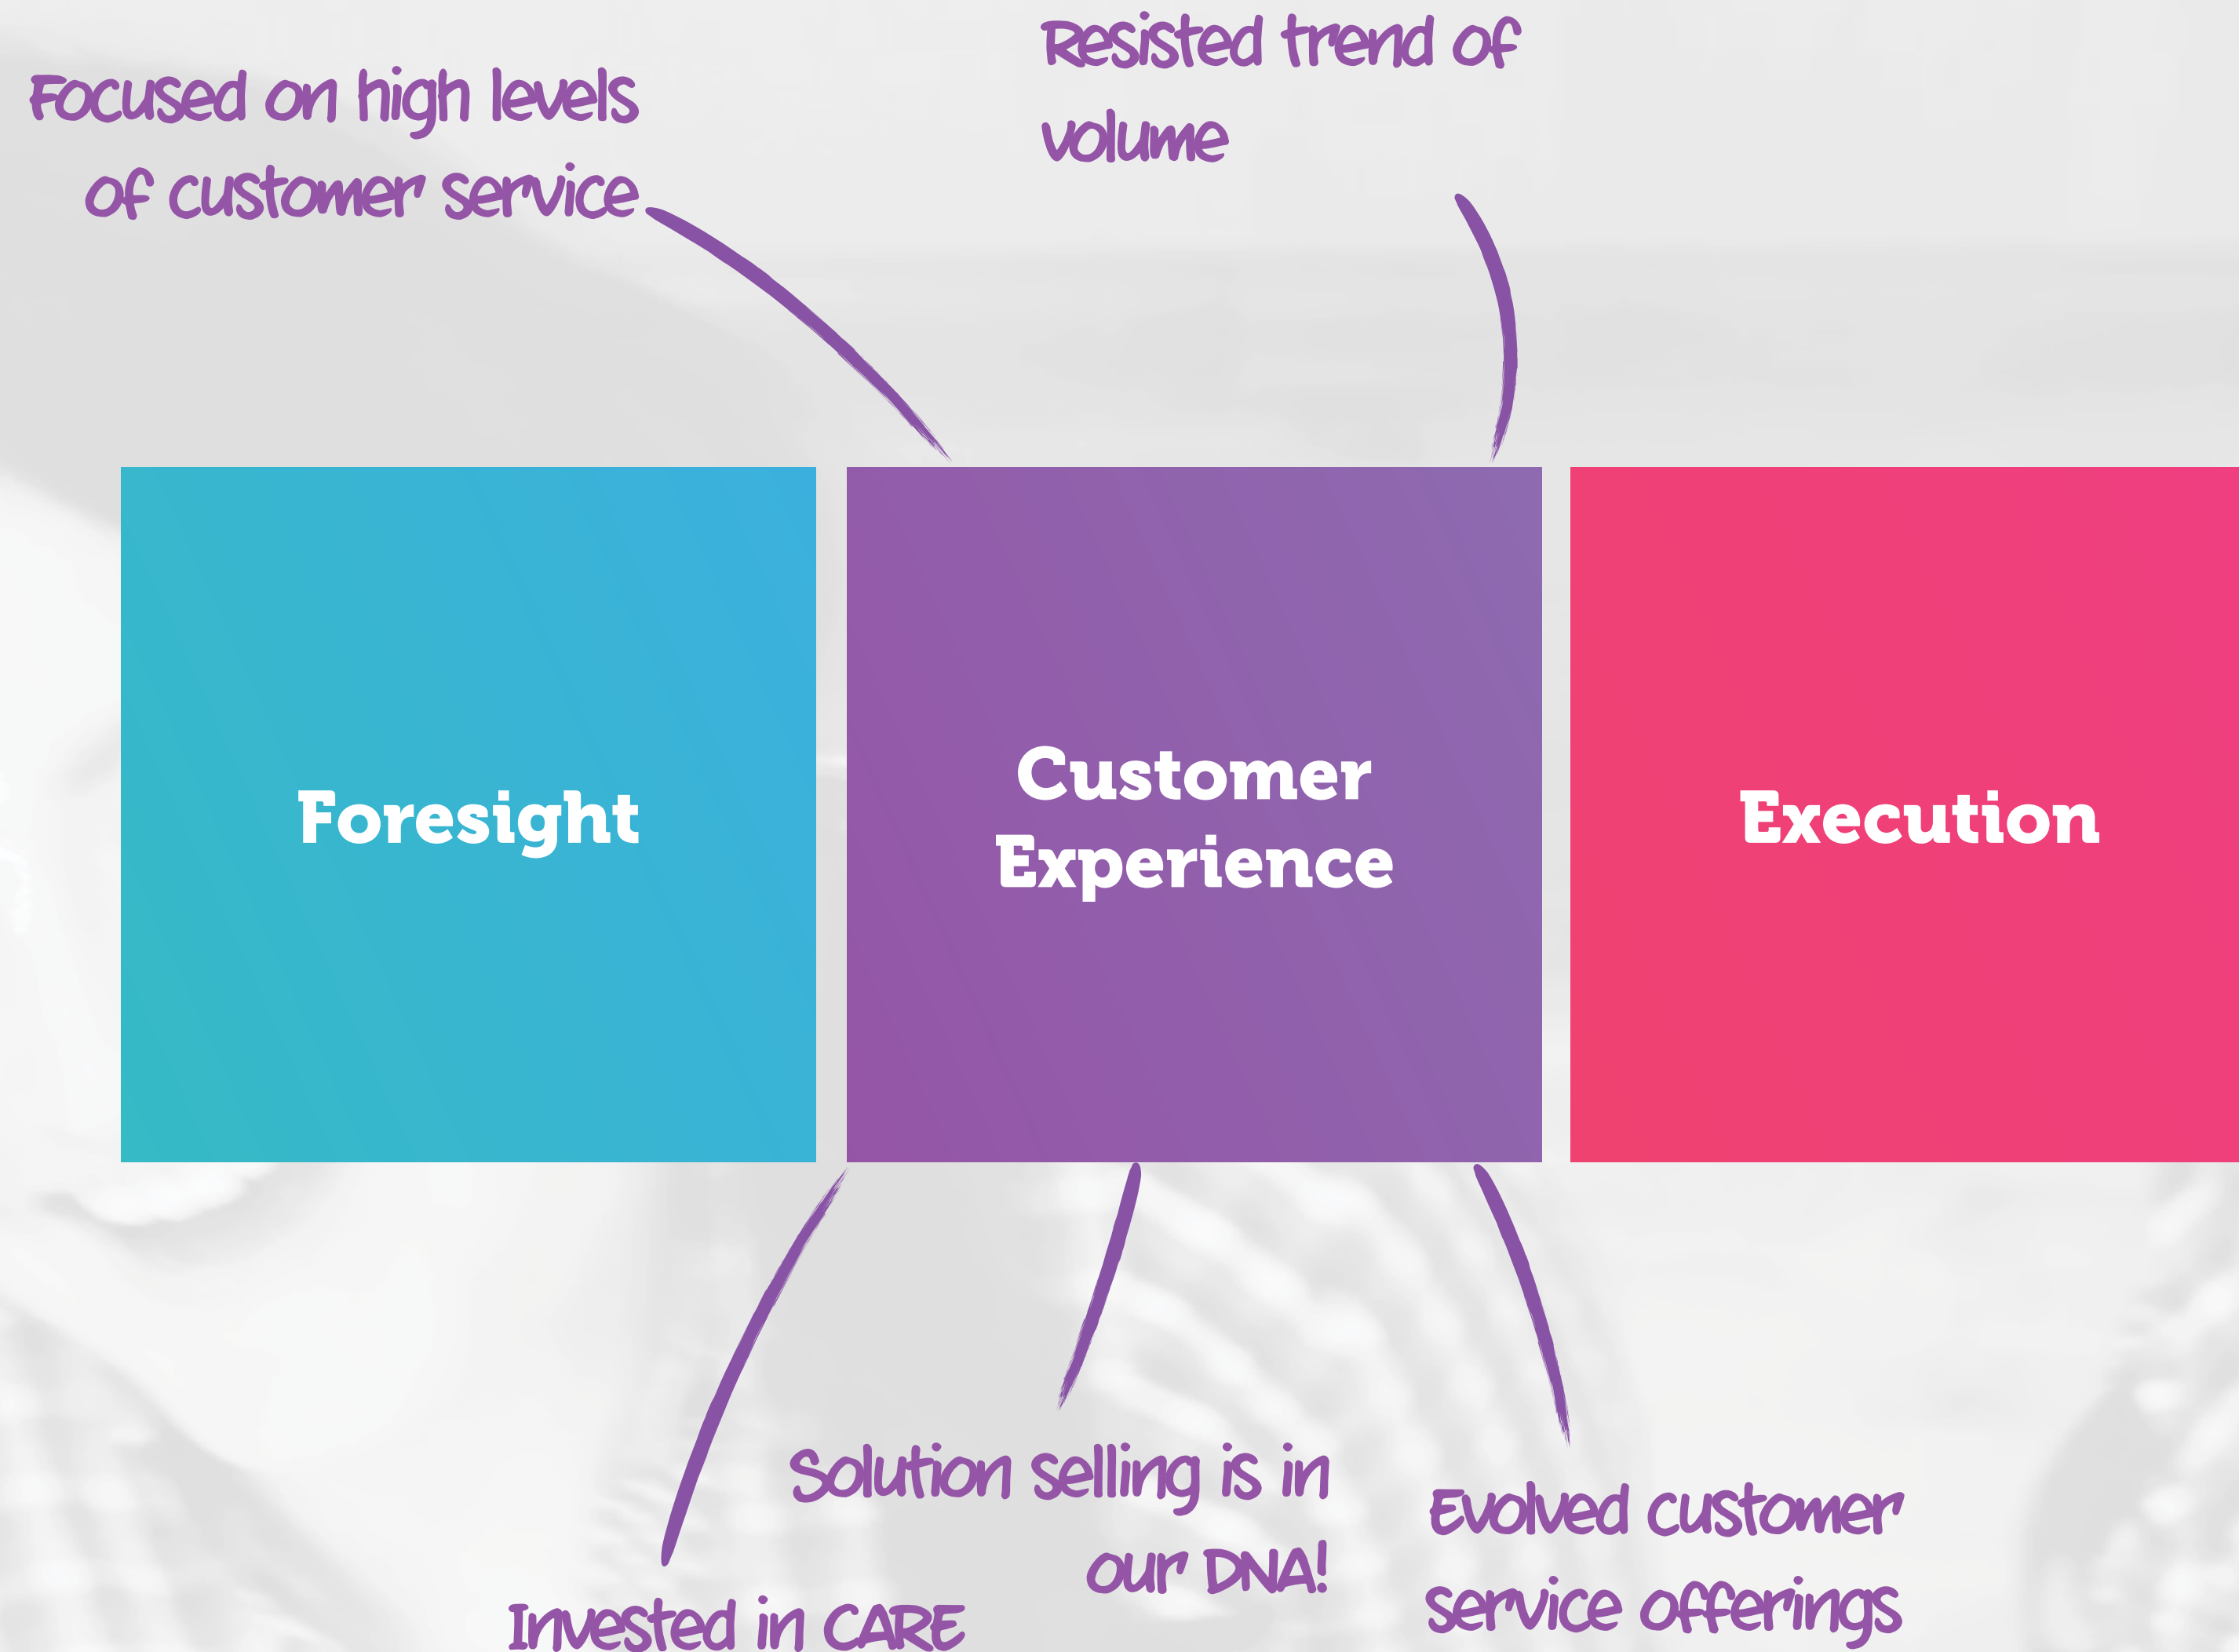 Focused on high levels
of customer service
Resisted trend of
volume
Foresight
Customer
Experience
Execution
Invested in CARE
Solution selling is in
our DNA!
Evolved customer
service offerings